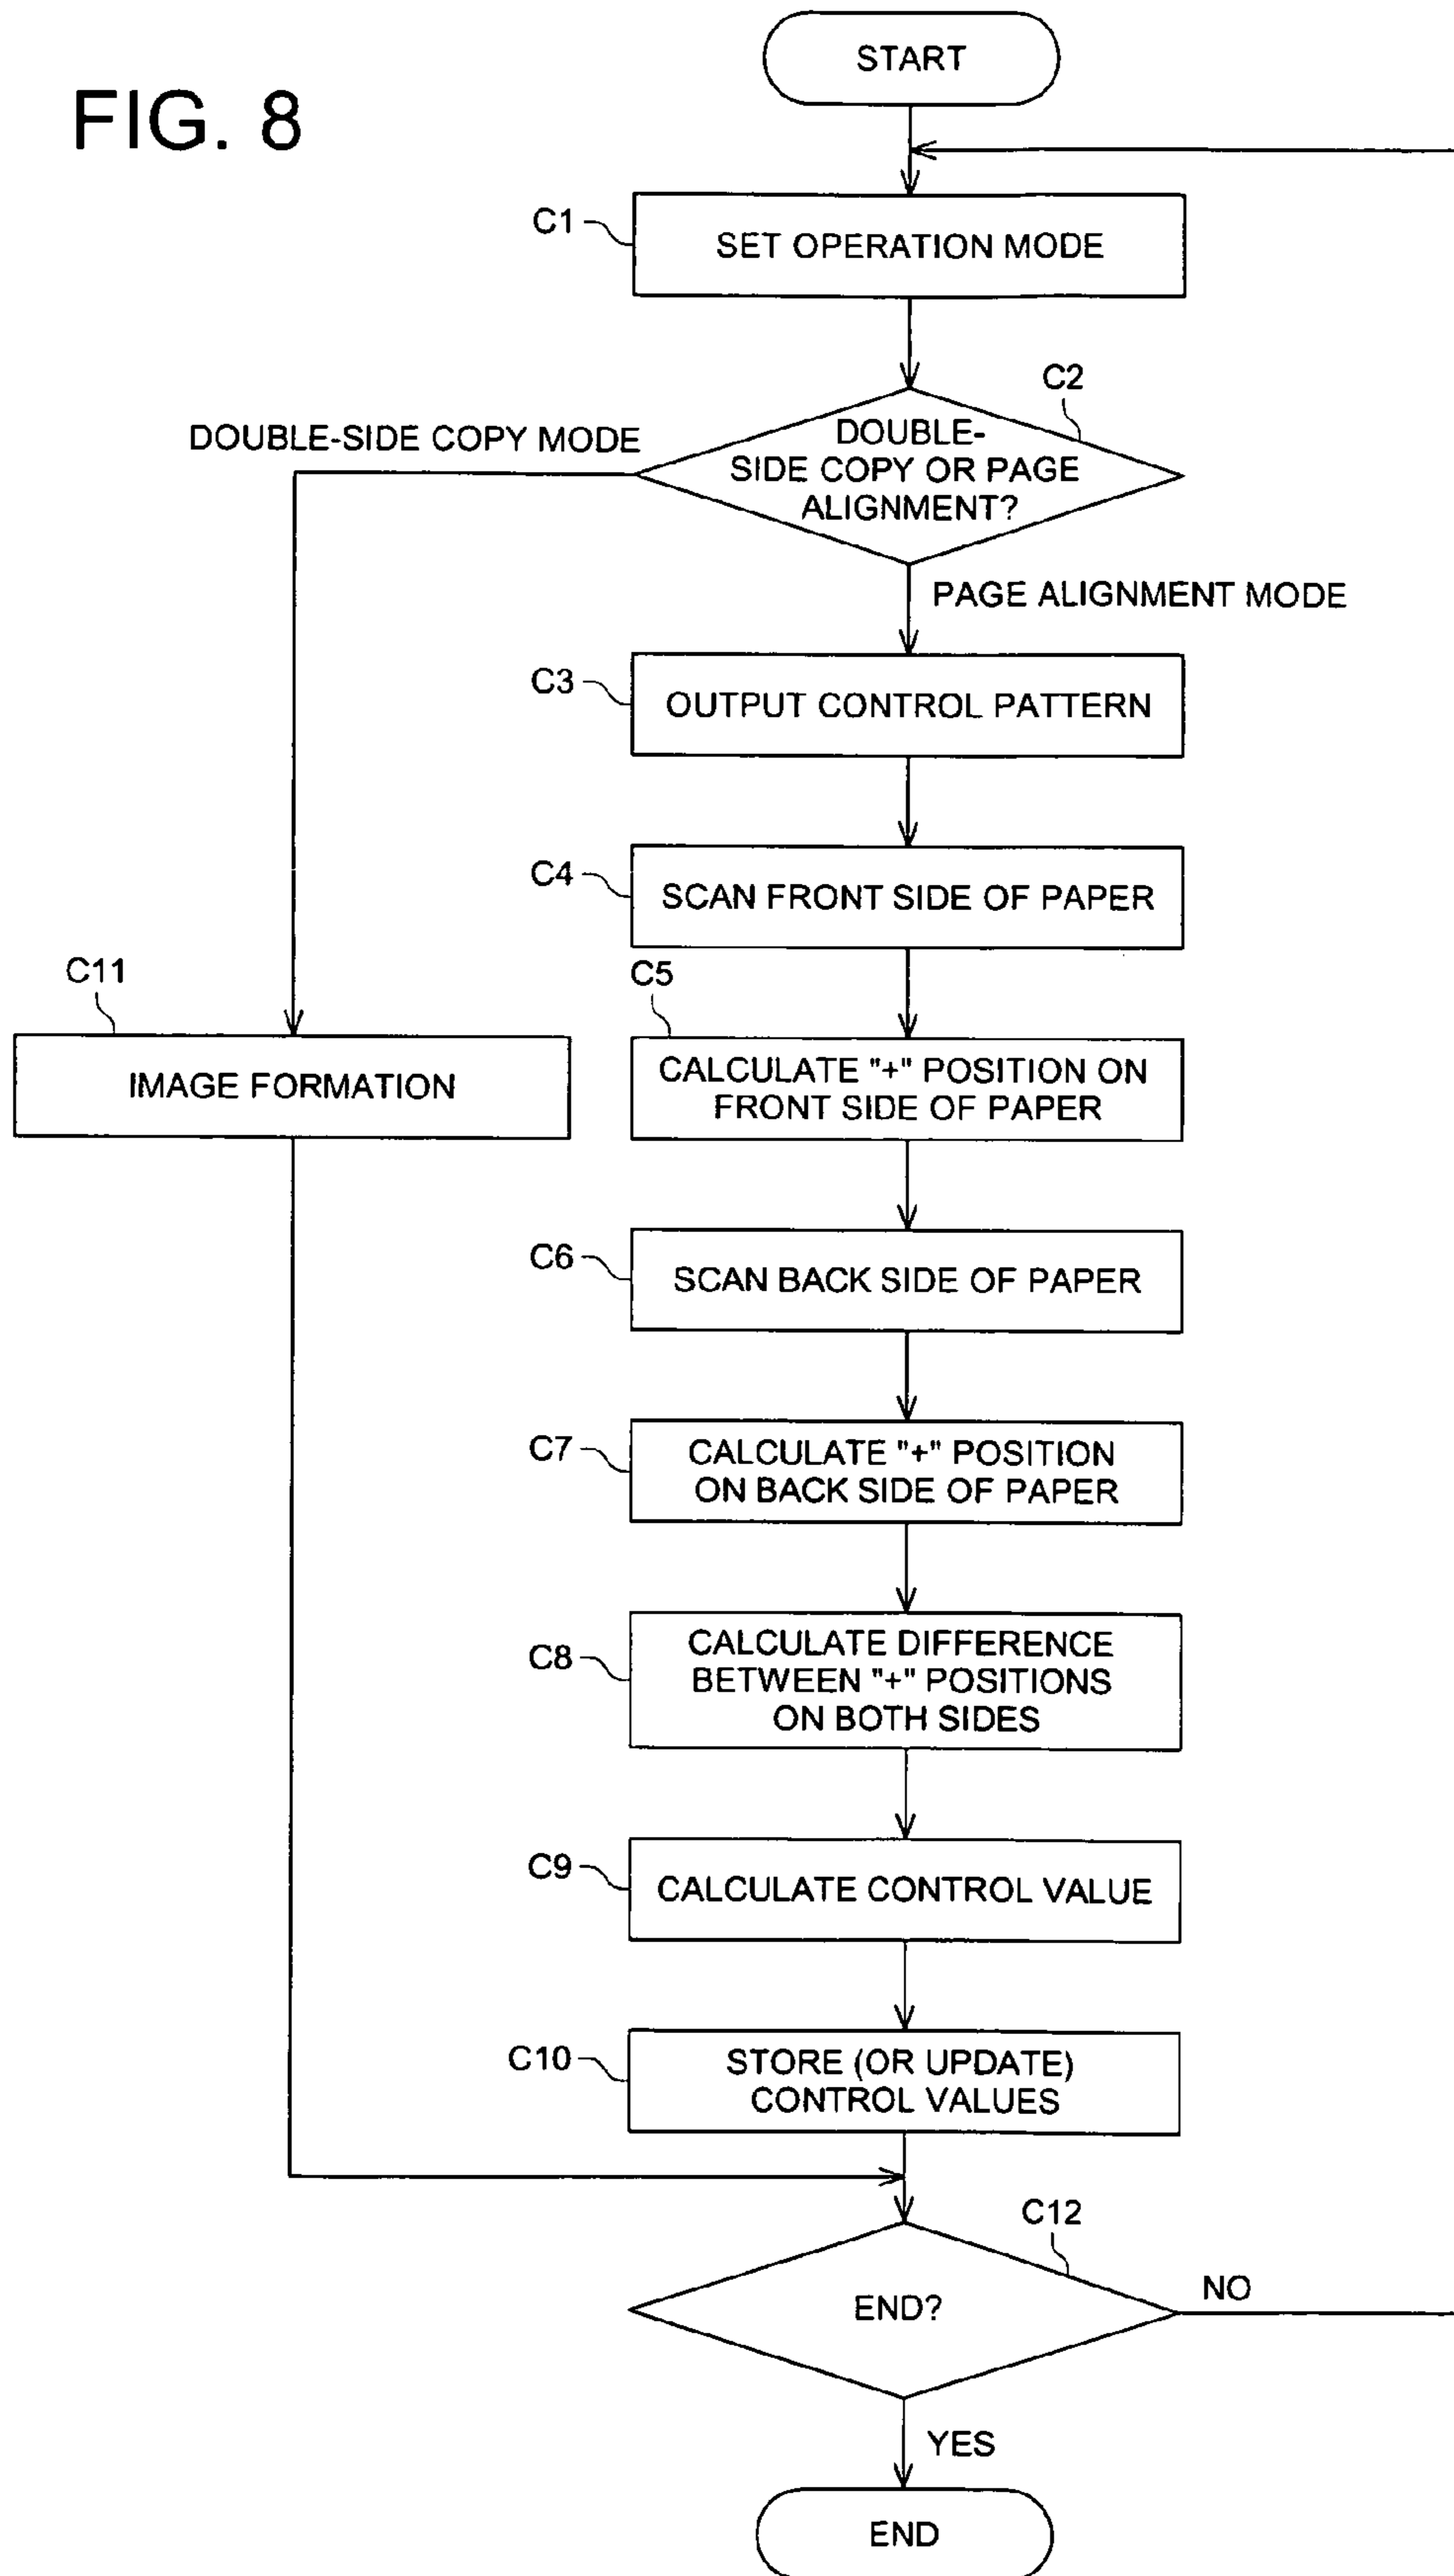 FIG. 8
START
C1
SET OPERATION MODE
C2
DOUBLE-SIDE COPY MODE
DOUBLE-
SIDE COPY OR PAGE
ALIGNMENT?
PAGE ALIGNMENT MODE
C3
OUTPUT CONTROL PATTERN
C4
SCAN FRONT SIDE OF PAPER
C11
IMAGE FORMATION
C5
CALCULATE "+" POSITION ON
FRONT SIDE OF PAPER
C6
SCAN BACK SIDE OF PAPER
C7
CALCULATE "+" POSITION
ON BACK SIDE OF PAPER
C8
CALCULATE DIFFERENCE
BETWEEN "+" POSITIONS
ON BOTH SIDES
C9
CALCULATE CONTROL VALUE
C10
STORE (OR UPDATE)
CONTROL VALUES
C12
END?
NO
YES
END